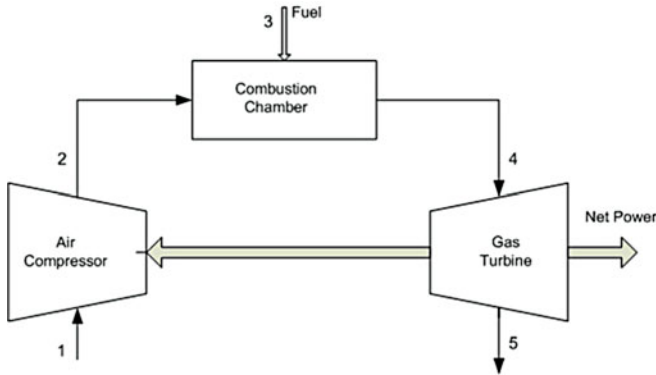 3 Fuel
Combustion
Chamber
2
4
Air
Compressor
Gas
Turbine
Net Power
1
5